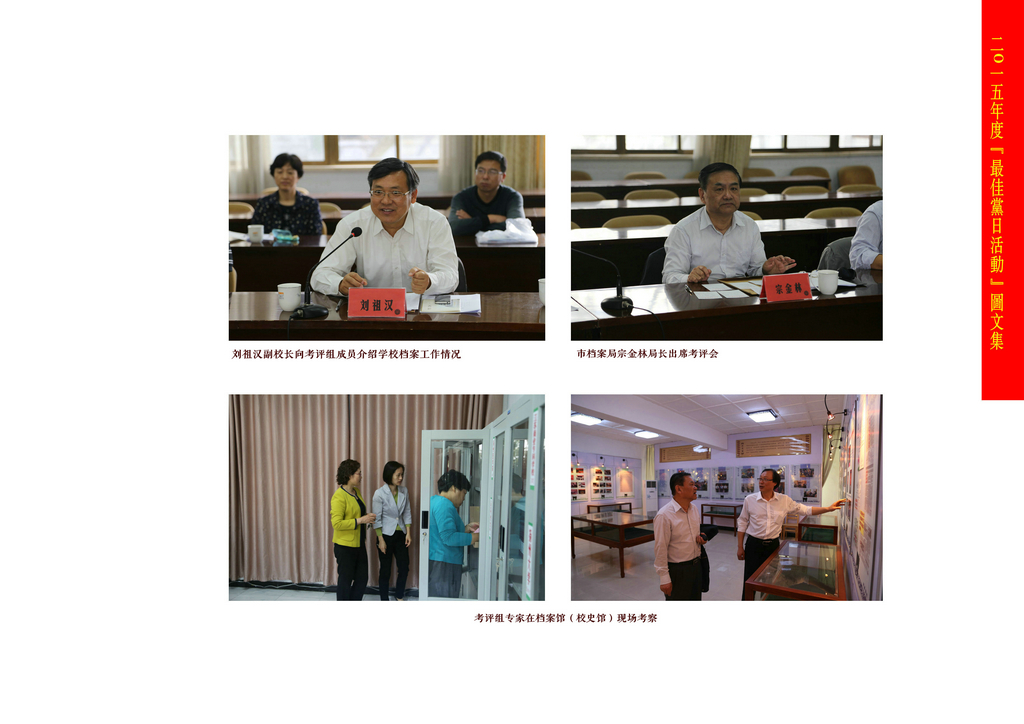 二〇一五年度『最佳黨日活動』圖文集
刘祖汉
宗金林
刘祖汉副校长向考评组成员介绍学校档案工作情况
市档案局宗金林局长出席考评会
考评组专家在档案馆（校史馆）现场考察